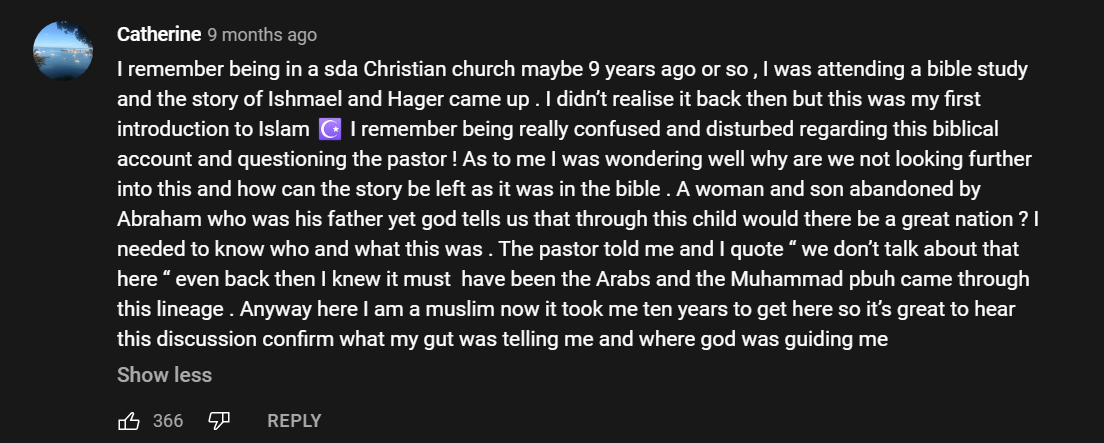 Catherine 9 months ago
I remember being in a sda Christian church maybe 9 years ago or so , I was attending a bible study
and the story of Ishmael and Hager came up . I didn’t realise it back then but this was my first
introduction to Islam ☪️ I remember being really confused and disturbed regarding this biblical
account and questioning the pastor ! As to me I was wondering well why are we not looking further
into this and how can the story be left as it was in the bible . A woman and son abandoned by
Abraham who was his father yet god tells us that through this child would there be a great nation ? I
needed to know who and what this was . The pastor told me and I quote “ we don’t talk about that
here “ even back then I knew it must  have been the Arabs and the Muhammad pbuh came through
this lineage . Anyway here I am a muslim now it took me ten years to get here so it’s great to hear
this discussion confirm what my gut was telling me and where god was guiding me
Show less
366 REPLY